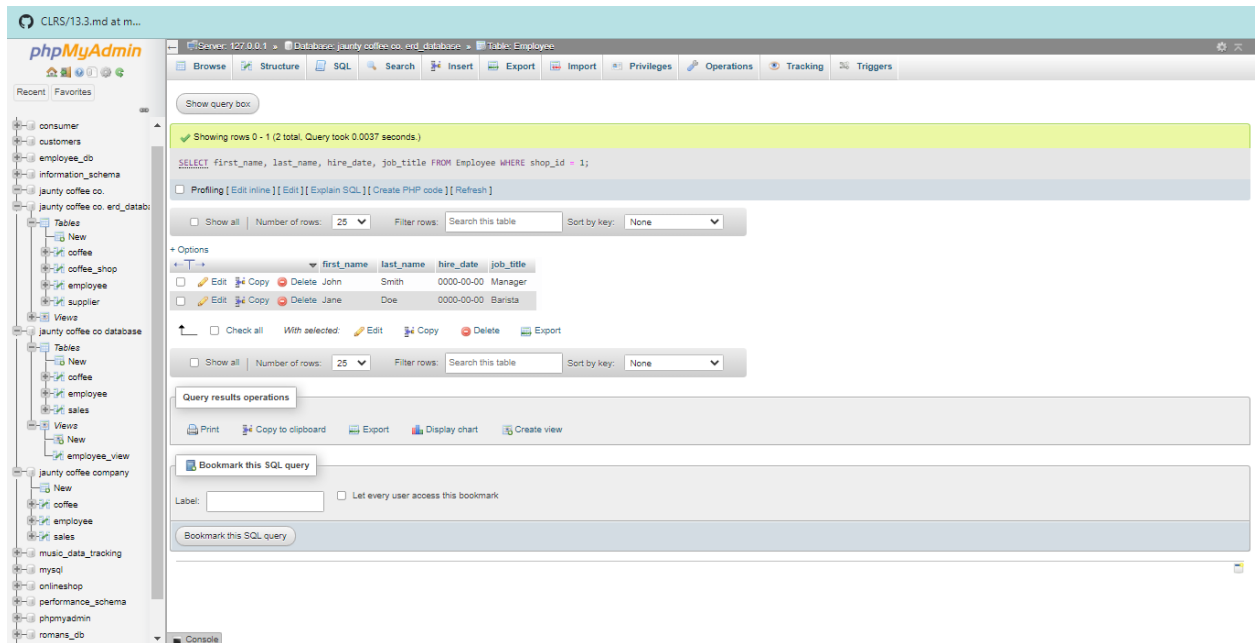 CLRS/13.3.md at m...
phpMyAdmin
Recent Favorites
consumer
customers
employee_db
information_schema
jaunty coffee co.
jaunty coffee co. erd_databa
Tables
New
coffee
coffee_shop
employee
supplier
Views
jaunty coffee co database
Tables
New
coffee
employee
sales
Views
New
employee_view
jaunty coffee company
New
coffee
employee
sales
music_data_tracking
mysql
onlineshop
performance_schema
phpmyadmin
romans_db
Server: 127.0.0.1 » Database: jaunty coffee co. erd_database » Table: Employee
Browse Structure SQL Search Insert Export Import Privileges Operations Tracking Triggers
Show query box
Showing rows 0 - 1 (2 total, Query took 0.0037 seconds.)
SELECT first_name, last_name, hire_date, job_title FROM Employee WHERE shop_id = 1;
Profiling [ Edit inline ] [ Edit ] [ Explain SQL ] [ Create PHP code ] [ Refresh ]
Show all | Number of rows: 25 Filter rows: Search this table Sort by key: None
+ Options
←T→ first_name last_name hire_date job_title
Edit Copy Delete John Smith 0000-00-00 Manager
Edit Copy Delete Jane Doe 0000-00-00 Barista
Check all With selected: Edit Copy Delete Export
Show all | Number of rows: 25 Filter rows: Search this table Sort by key: None
Query results operations
Print Copy to clipboard Export Display chart Create view
Bookmark this SQL query
Label: Let every user access this bookmark
Bookmark this SQL query
Console